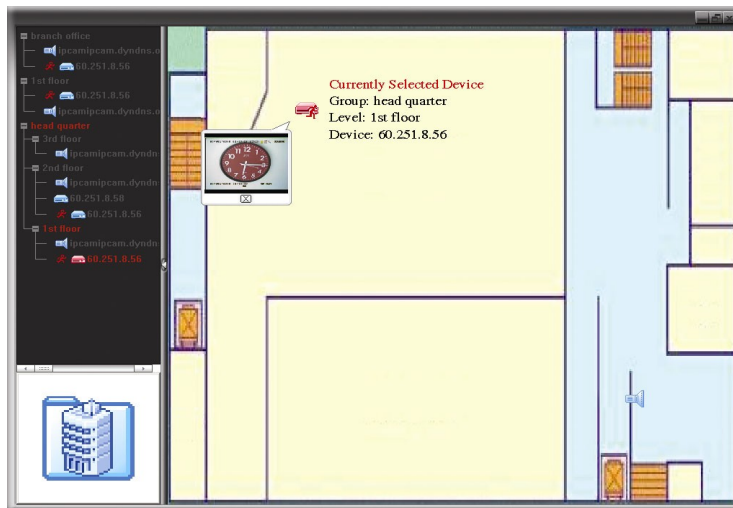 branch office
ipcamipcam.dyndns.o
60.251.8.56
1st floor
60.251.8.56
ipcamipcam.dyndns.o
head quarter
3rd floor
ipcamipcam.dyndn
2nd floor
ipcamipcam.dyndn
60.251.8.50
60.251.8.56
1st floor
ipcamipcam.dyndn
60.251.8.56
Currently Selected Device
Group: head quarter
Level: 1st floor
Device: 60.251.8.56